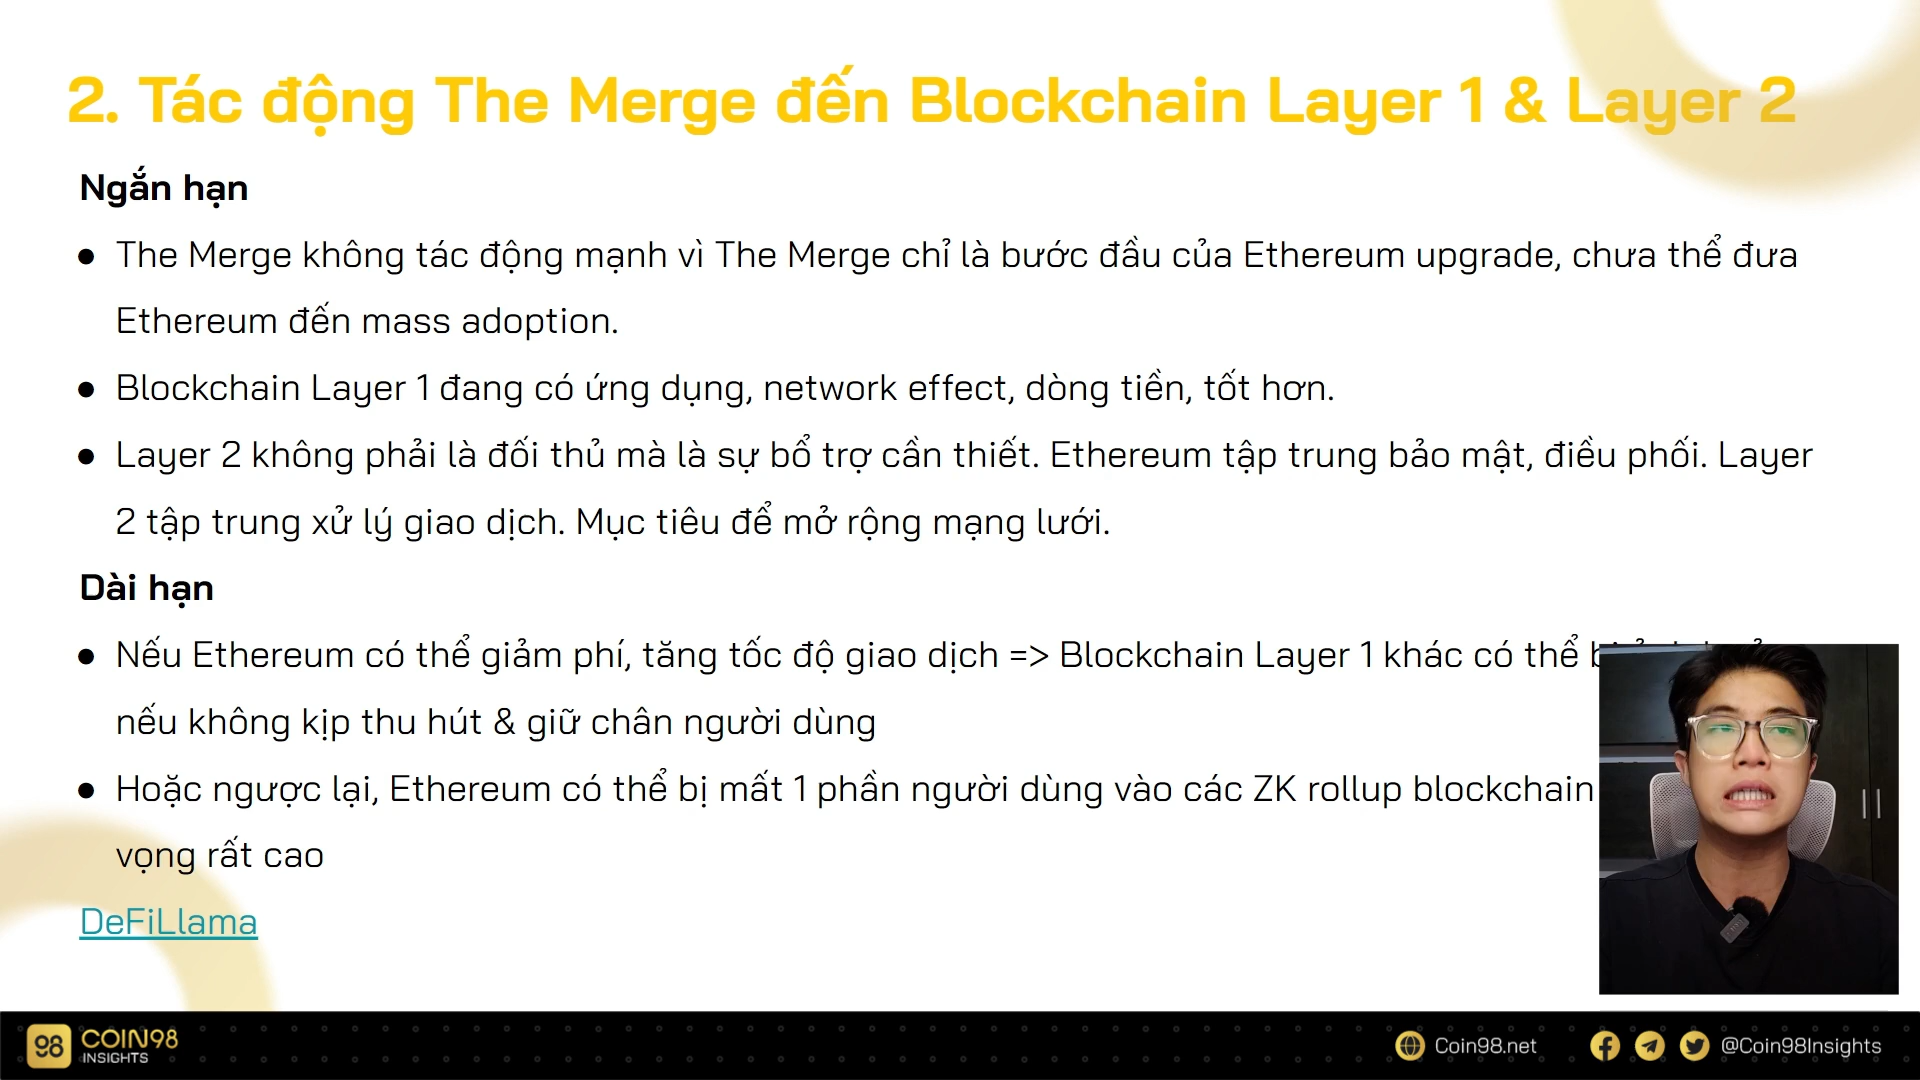 2. Tác động The Merge đến Blockchain Layer 1 & Layer 2
Ngắn hạn
● The Merge không tác động mạnh vì The Merge chỉ là bước đầu của Ethereum upgrade, chưa thể đưa
Ethereum đến mass adoption.
● Blockchain Layer 1 đang có ứng dụng, network effect, dòng tiền, tốt hơn.
● Layer 2 không phải là đối thủ mà là sự bổ trợ cần thiết. Ethereum tập trung bảo mật, điều phối. Layer
2 tập trung xử lý giao dịch. Mục tiêu để mở rộng mạng lưới.
Dài hạn
● Nếu Ethereum có thể giảm phí, tăng tốc độ giao dịch => Blockchain Layer 1 khác có thể
nếu không kịp thu hút & giữ chân người dùng
● Hoặc ngược lại, Ethereum có thể bị mất 1 phần người dùng vào các ZK rollup blockchain
vọng rất cao
DeFiLlama
98 COIN98
INSIGHTS
Coin98.net
@Coin98Insights